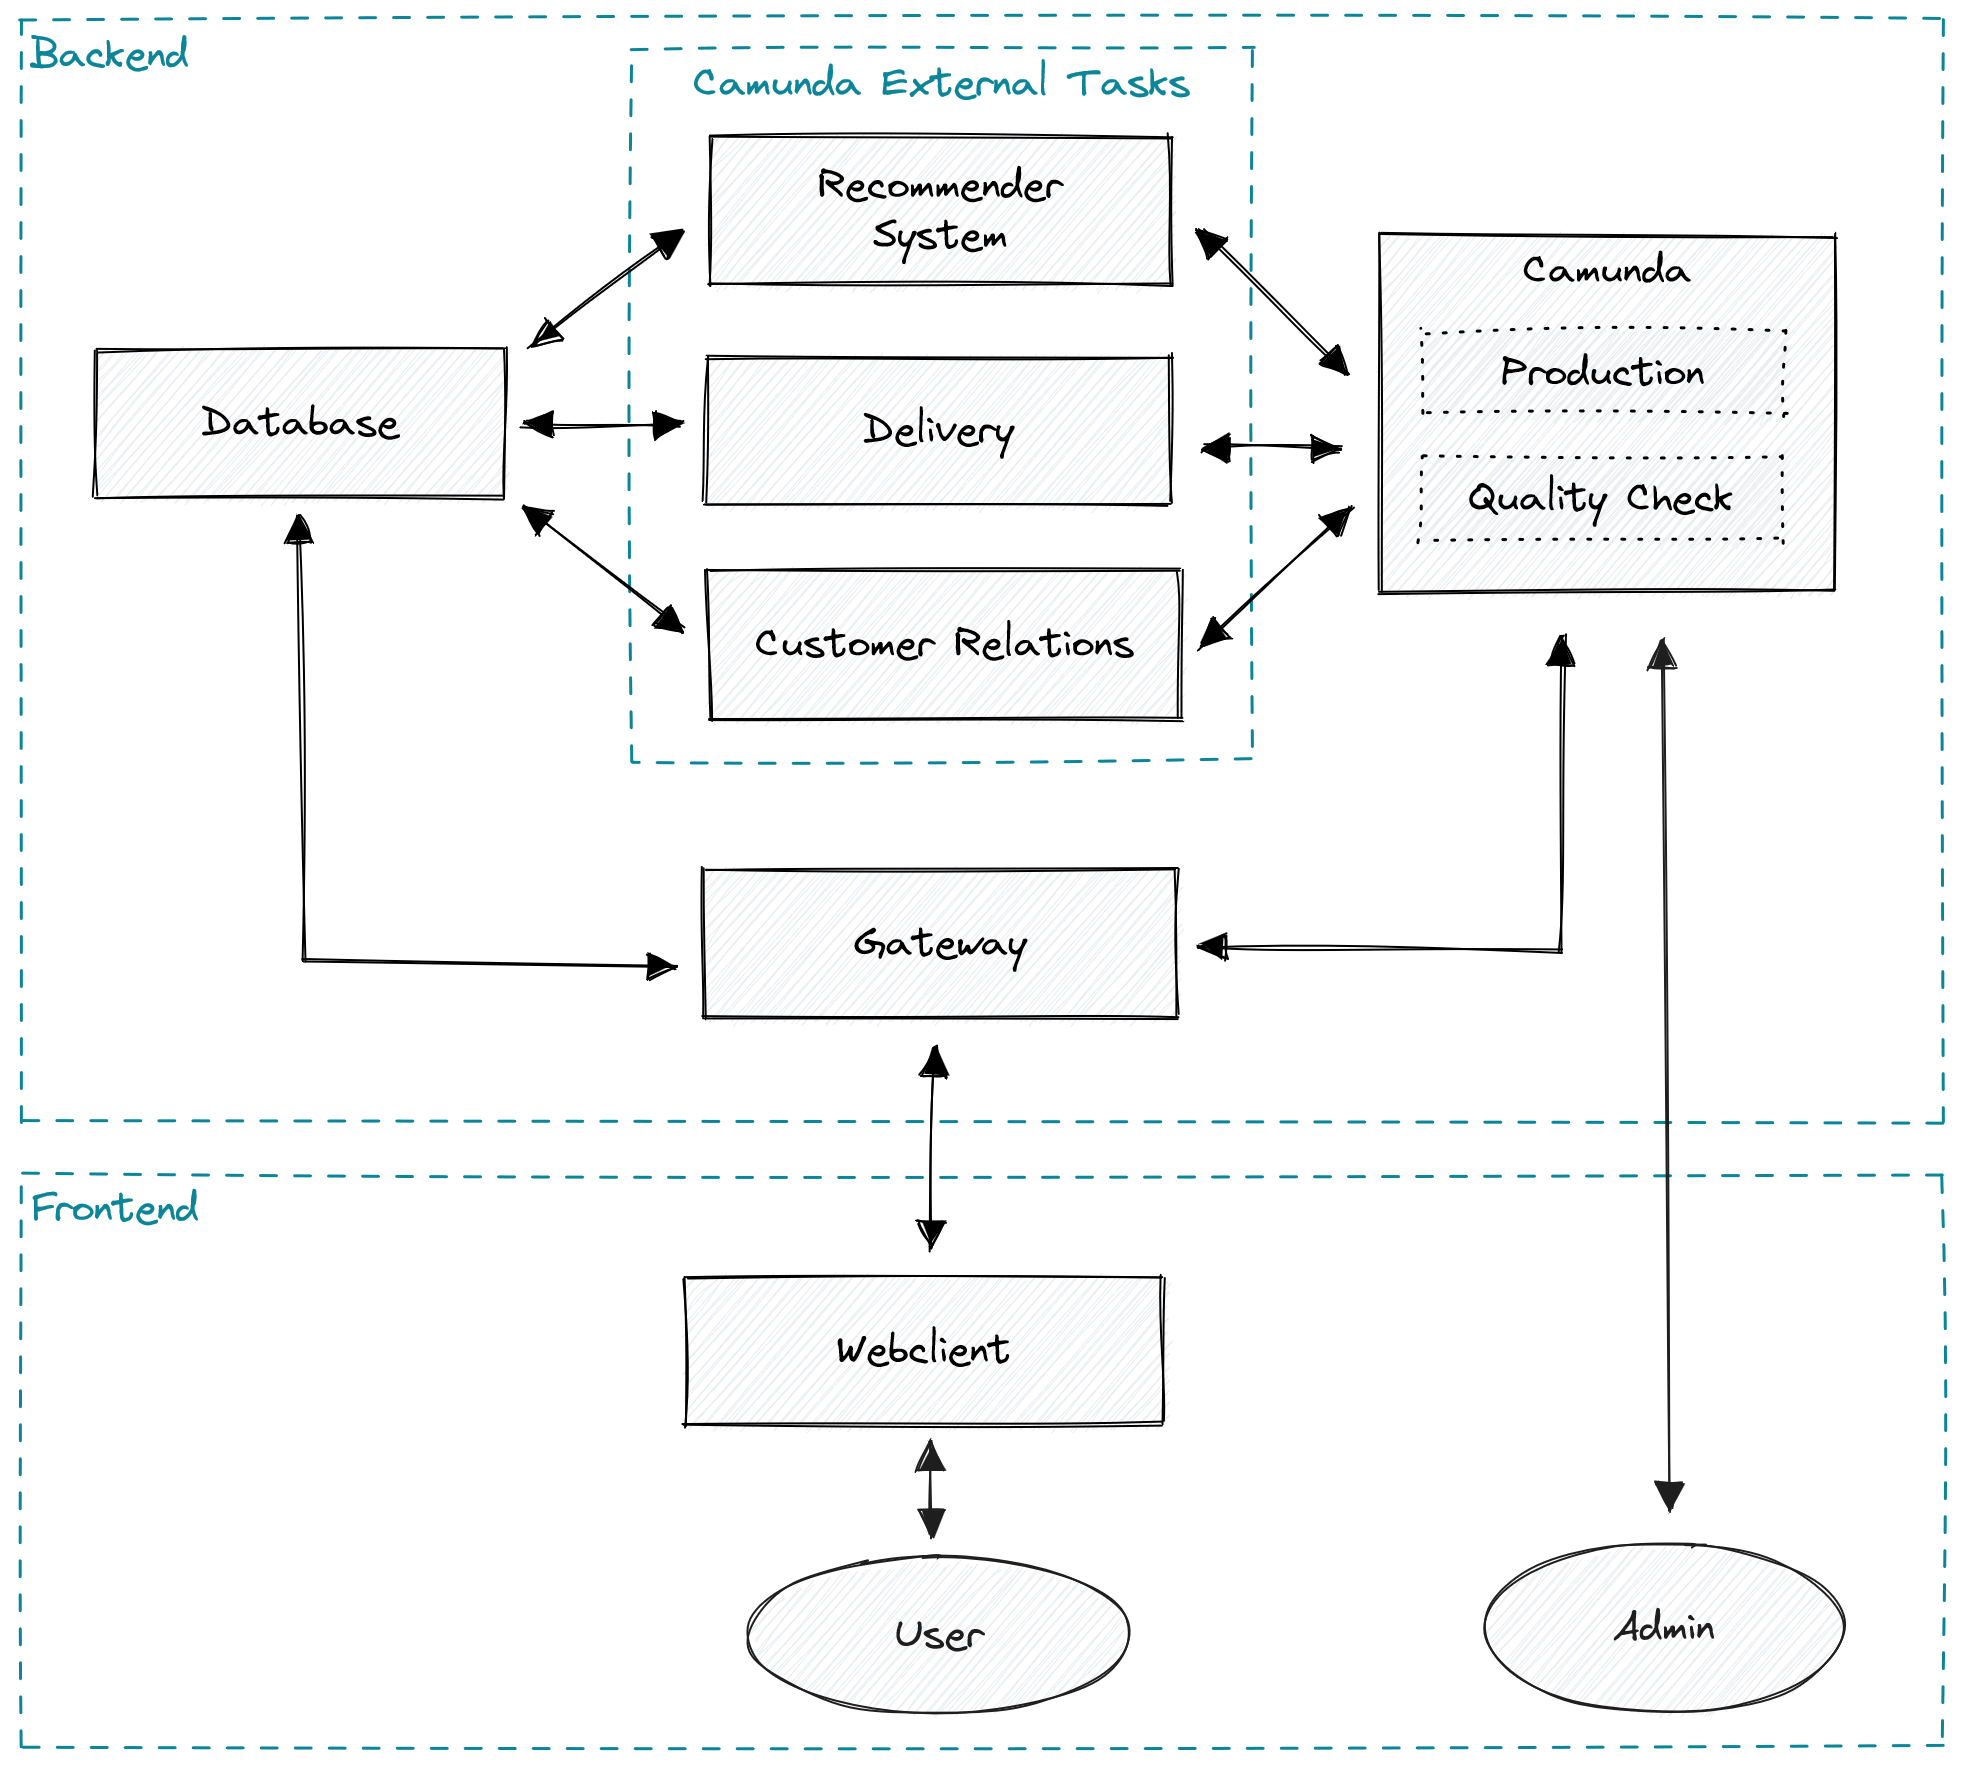 Backend
Camunda External Tasks
Recommender
System
Camunda
Production
Database
Delivery
Quality Check
Customer Relations
Gateway
Frontend
Webclient
User
Admin